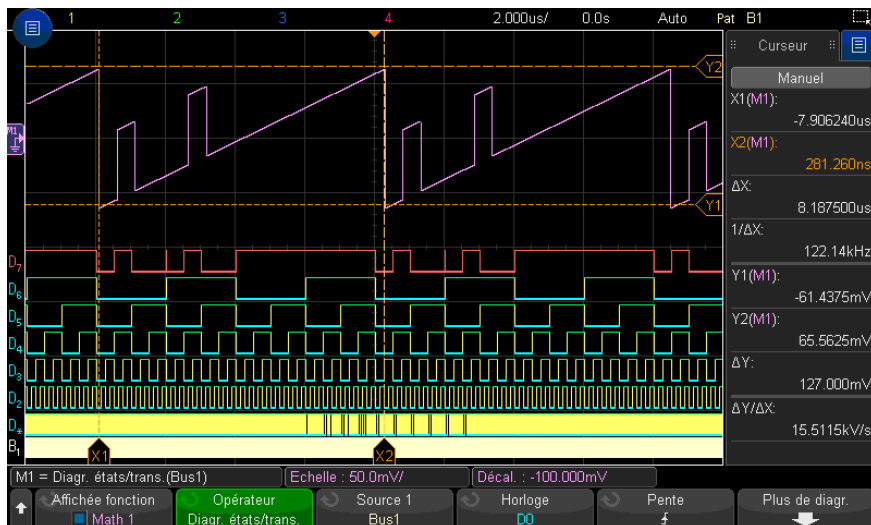 1 2 3 4 2.000us/ 0.0s Auto Pat B1
Curseur
Manuel
X1(M1):
-7.906240us
X2(M1):
281.260ns
ΔX:
8.187500us
1/ΔX:
122.14kHz
Y1(M1):
-61.4375mV
Y2(M1):
65.5625mV
ΔY:
127.000mV
ΔY/ΔX:
15.5115kV/s
Y2
M1
Y1
D7
D6
D5
D4
D3
D2
D*
B1
X1 X2
M1 = Diagr. états/trans.(Bus1) Echelle : 50.0mV/ Décal. : -100.000mV
Affichée fonction Opérateur Source 1 Horloge Pente Plus de diagr.
Math 1 Diagr. états/trans. Bus1 D0